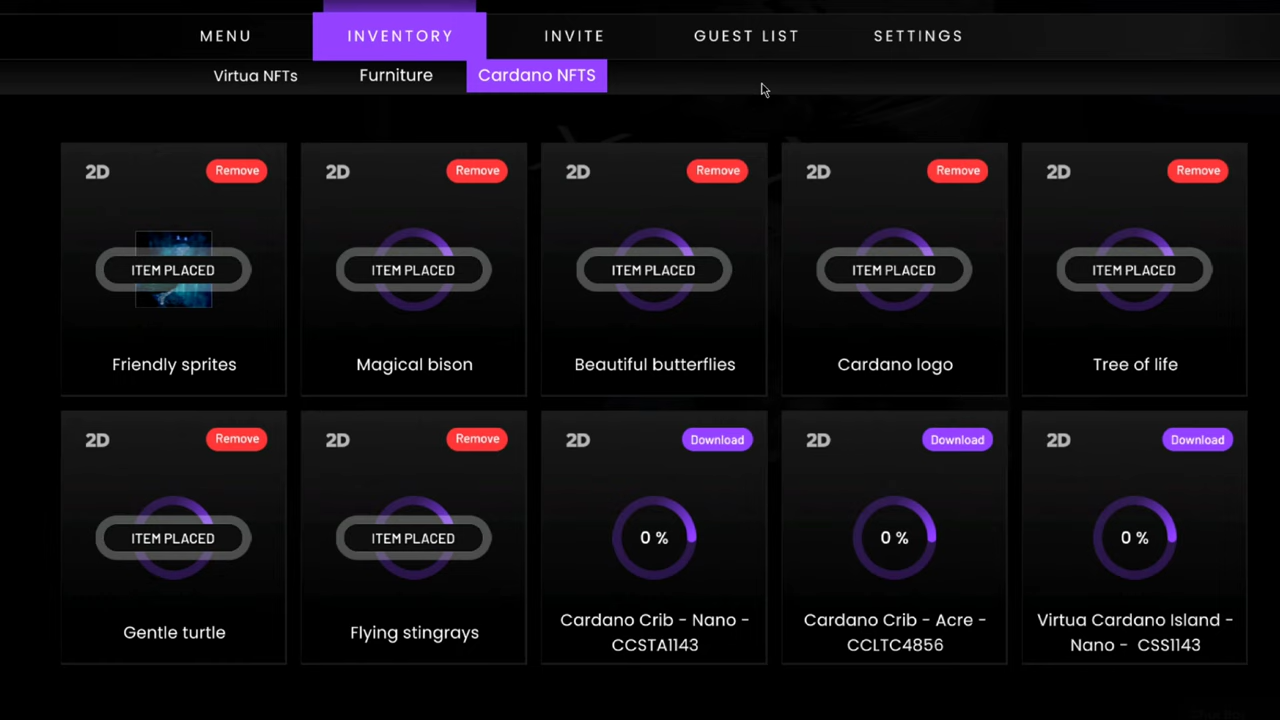 MENU
INVENTORY
INVITE
GUEST LIST
SETTINGS
Virtua NFTs
Furniture
Cardano NFTS
2D
Remove
ITEM PLACED
Friendly sprites
2D
Remove
ITEM PLACED
Magical bison
2D
Remove
ITEM PLACED
Beautiful butterflies
2D
Remove
ITEM PLACED
Cardano logo
2D
Remove
ITEM PLACED
Tree of life
2D
Remove
ITEM PLACED
Gentle turtle
2D
Remove
ITEM PLACED
Flying stingrays
2D
Download
0 %
Cardano Crib - Nano -
CCSTA1143
2D
Download
0 %
Cardano Crib - Acre -
CCLTC4856
2D
Download
0 %
Virtua Cardano Island -
Nano - CSS1143